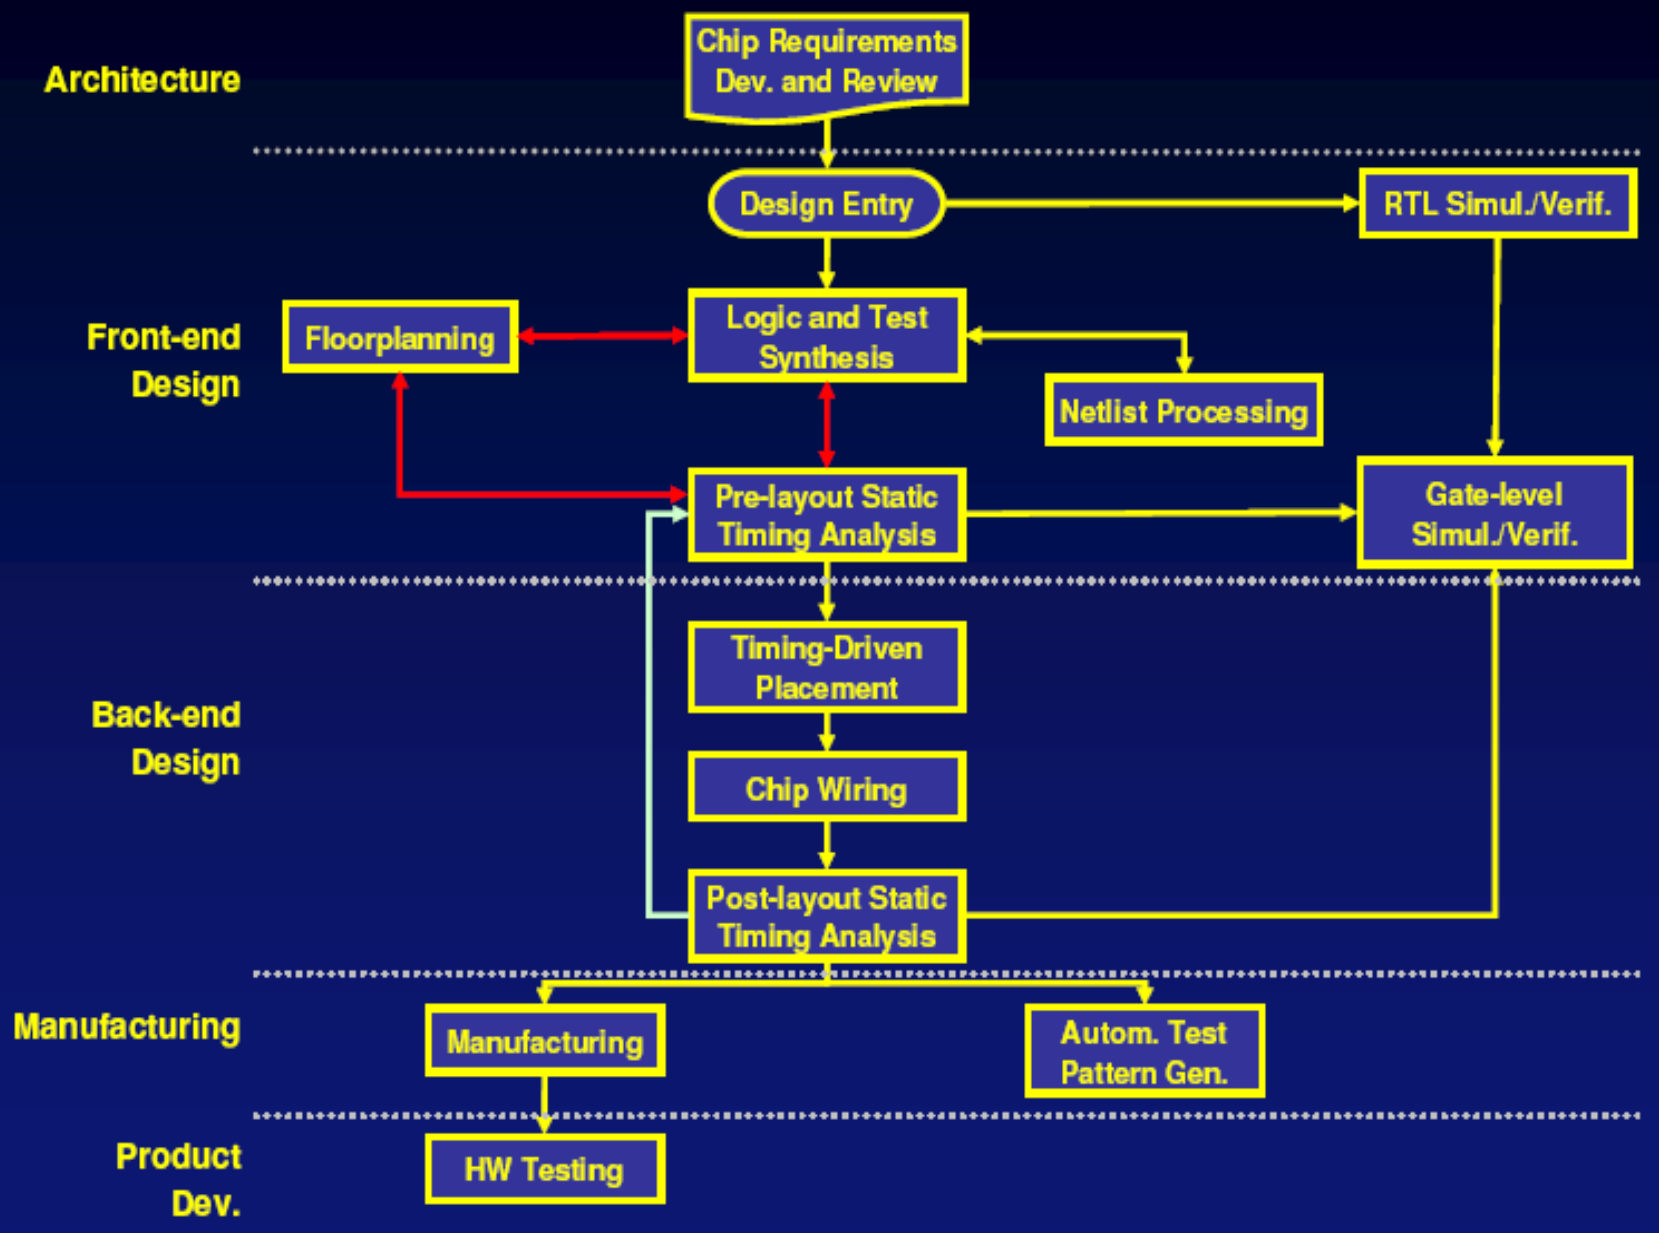 Architecture
Chip Requirements
Dev. and Review
Design Entry
RTL Simul./Verif.
Front-end
Design
Floorplanning
Logic and Test
Synthesis
Netlist Processing
Pre-layout Static
Timing Analysis
Gate-level
Simul./Verif.
Back-end
Design
Timing-Driven
Placement
Chip Wiring
Post-layout Static
Timing Analysis
Manufacturing
Manufacturing
Autom. Test
Pattern Gen.
Product
Dev.
HW Testing